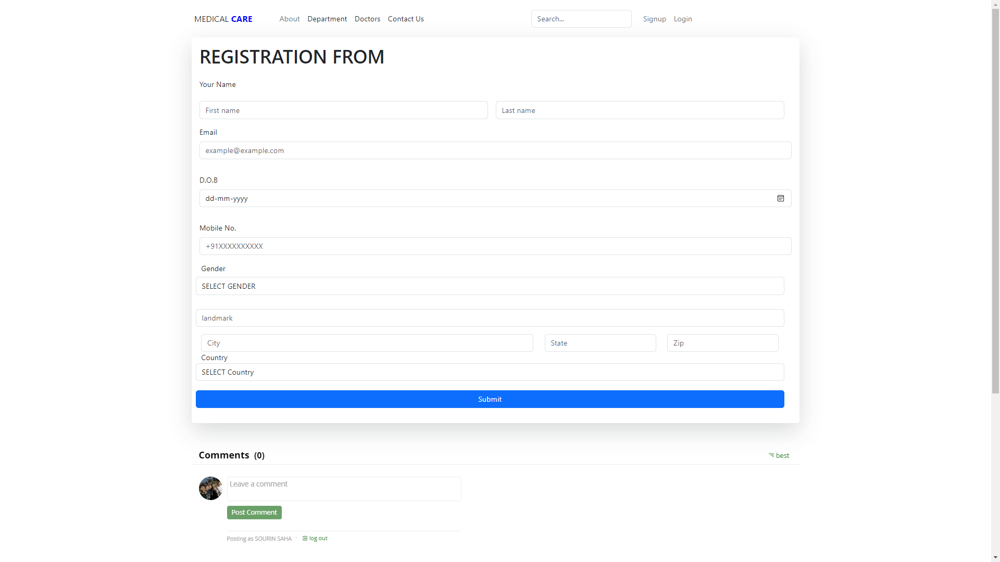 MEDICAL CARE About Department Doctors Contact Us Search... Signup Login
REGISTRATION FROM
Your Name
First name Last name
Email
example@example.com
D.O.B
dd-mm-yyyy
Mobile No.
+91XXXXXXXXXX
Gender
SELECT GENDER
landmark
City State Zip
Country
SELECT Country
Submit
Comments (0) best
Leave a comment
Post Comment
Posting as SOURIN SAHA · log out